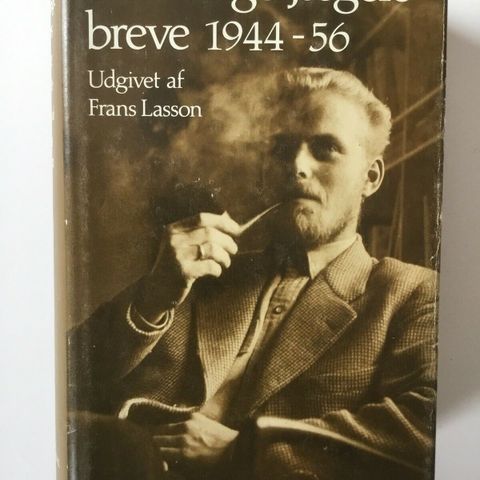 breve 1944-56
Udgivet af
Frans Lasson